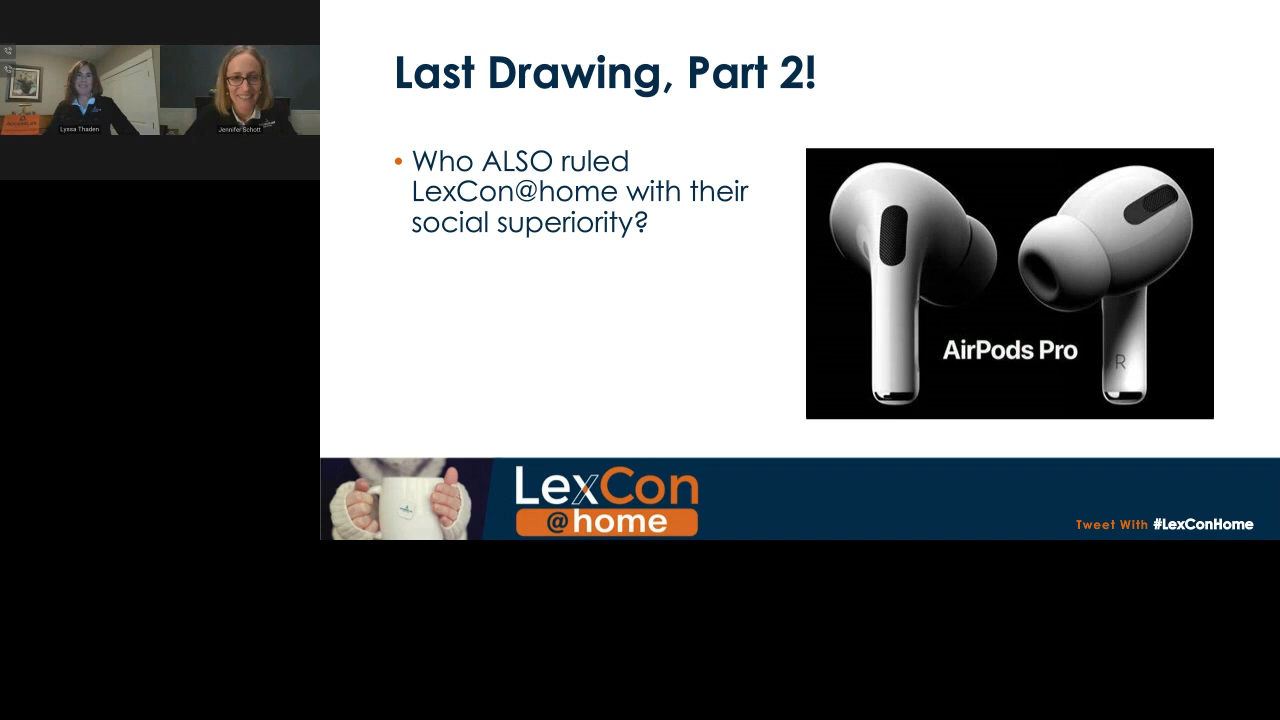 Last Drawing, Part 2!
Lyssa Thaden
Jennifer Schott
• Who ALSO ruled
LexCon@home with their
social superiority?
AirPods Pro
R
LexCon
@home
Tweet With #LexConHome